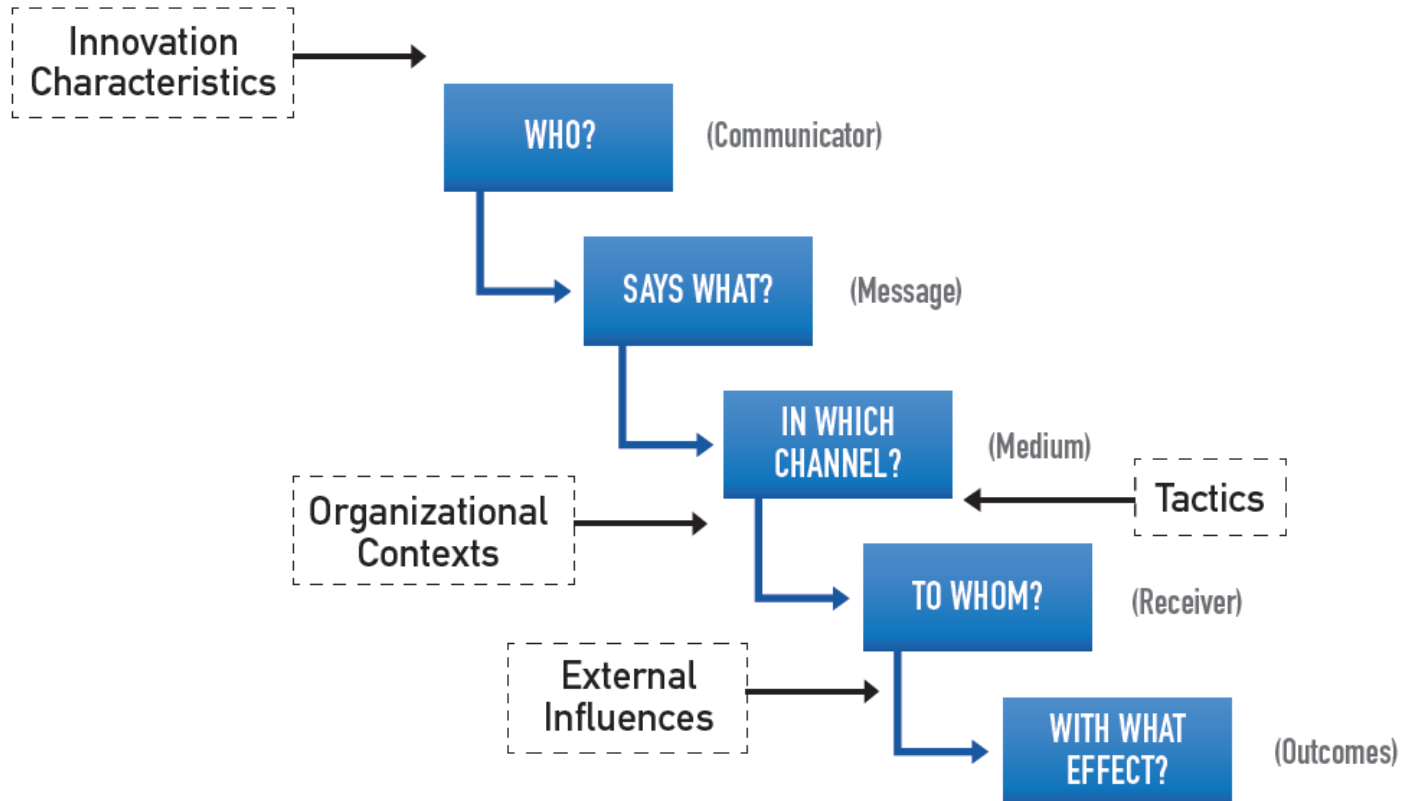 Innovation
Characteristics
WHO?
(Communicator)
SAYS WHAT?
(Message)
IN WHICH
CHANNEL?
(Medium)
Tactics
Organizational
Contexts
TO WHOM?
(Receiver)
External
Influences
WITH WHAT
EFFECT?
(Outcomes)